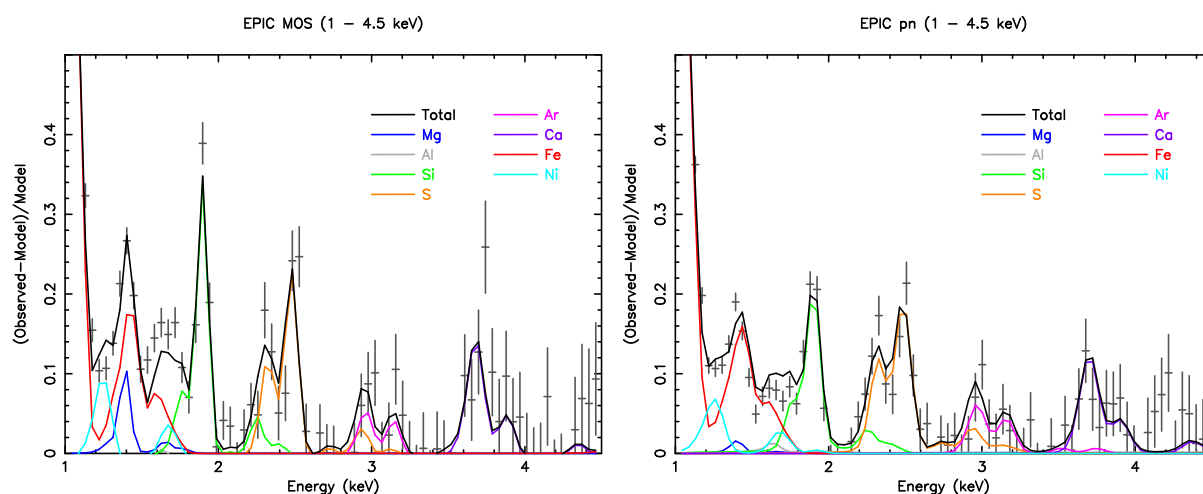 EPIC MOS (1 – 4.5 keV)
(Observed–Model)/Model
0
0.1
0.2
0.3
0.4
Total
Mg
Al
Si
S
Ar
Ca
Fe
Ni
1 2 3 4
Energy (keV)
EPIC pn (1 – 4.5 keV)
(Observed–Model)/Model
0
0.1
0.2
0.3
0.4
Total
Mg
Al
Si
S
Ar
Ca
Fe
Ni
1 2 3 4
Energy (keV)